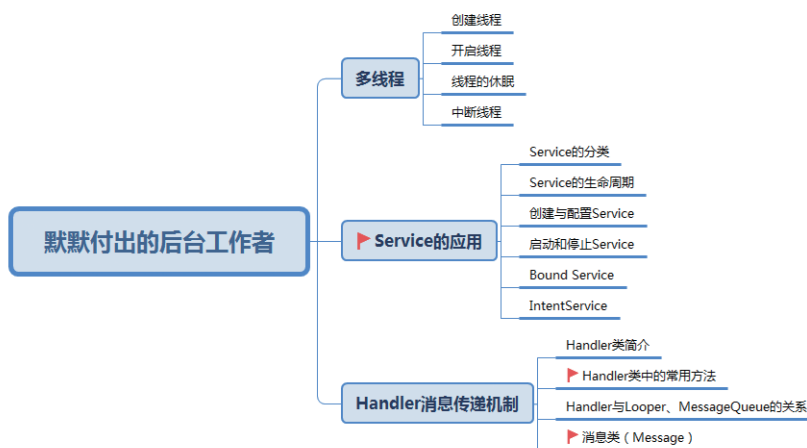 默默付出的后台工作者
多线程
创建线程
开启线程
线程的休眠
中断线程
Service的应用
Service的分类
Service的生命周期
创建与配置Service
启动和停止Service
Bound Service
IntentService
Handler消息传递机制
Handler类简介
Handler类中的常用方法
Handler与Looper、MessageQueue的关系
消息类（Message）